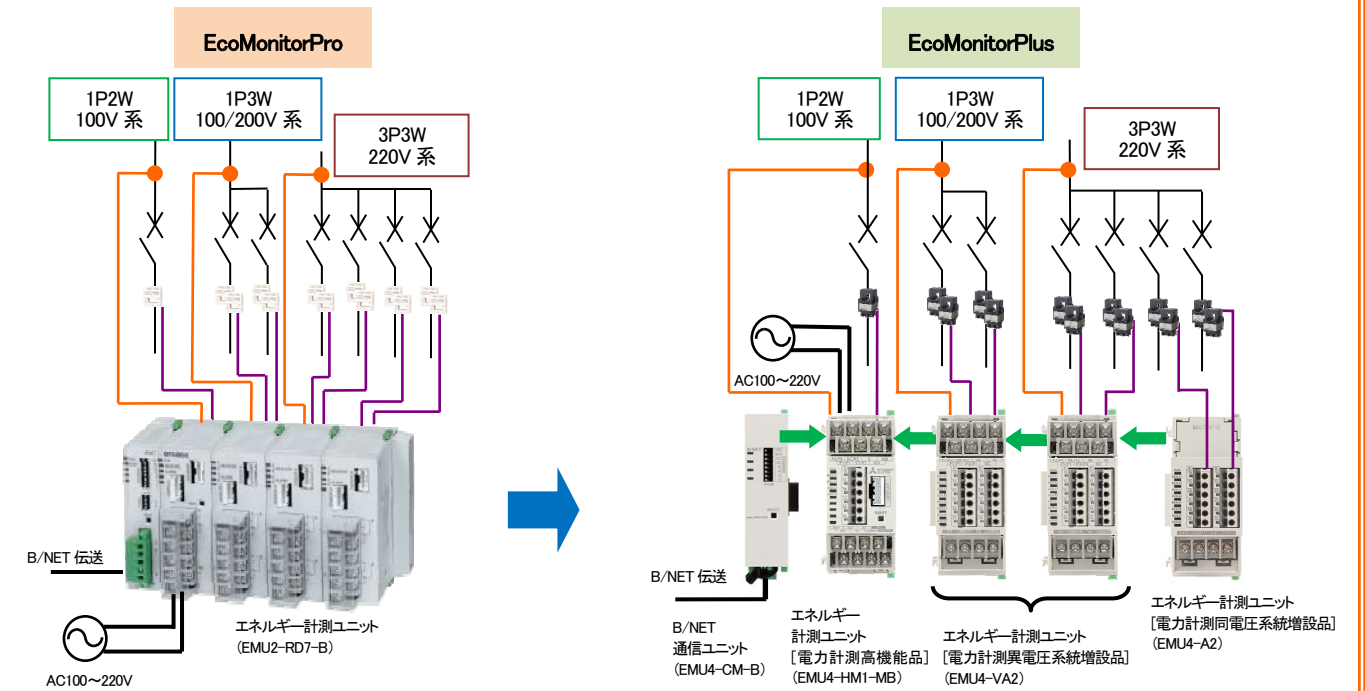 EcoMonitorPro
1P2W
100V 系
1P3W
100/200V 系
3P3W
220V 系
B/NET 伝送
AC100～220V
エネルギー計測ユニット
(EMU2-RD7-B)
EcoMonitorPlus
1P2W
100V 系
1P3W
100/200V 系
3P3W
220V 系
AC100～220V
B/NET 伝送
B/NET
通信ユニット
(EMU4-CM-B)
エネルギー
計測ユニット
[電力計測高機能品]
(EMU4-HM1-MB)
エネルギー計測ユニット
[電力計測異電圧系統増設品]
(EMU4-VA2)
エネルギー計測ユニット
[電力計測同電圧系統増設品]
(EMU4-A2)